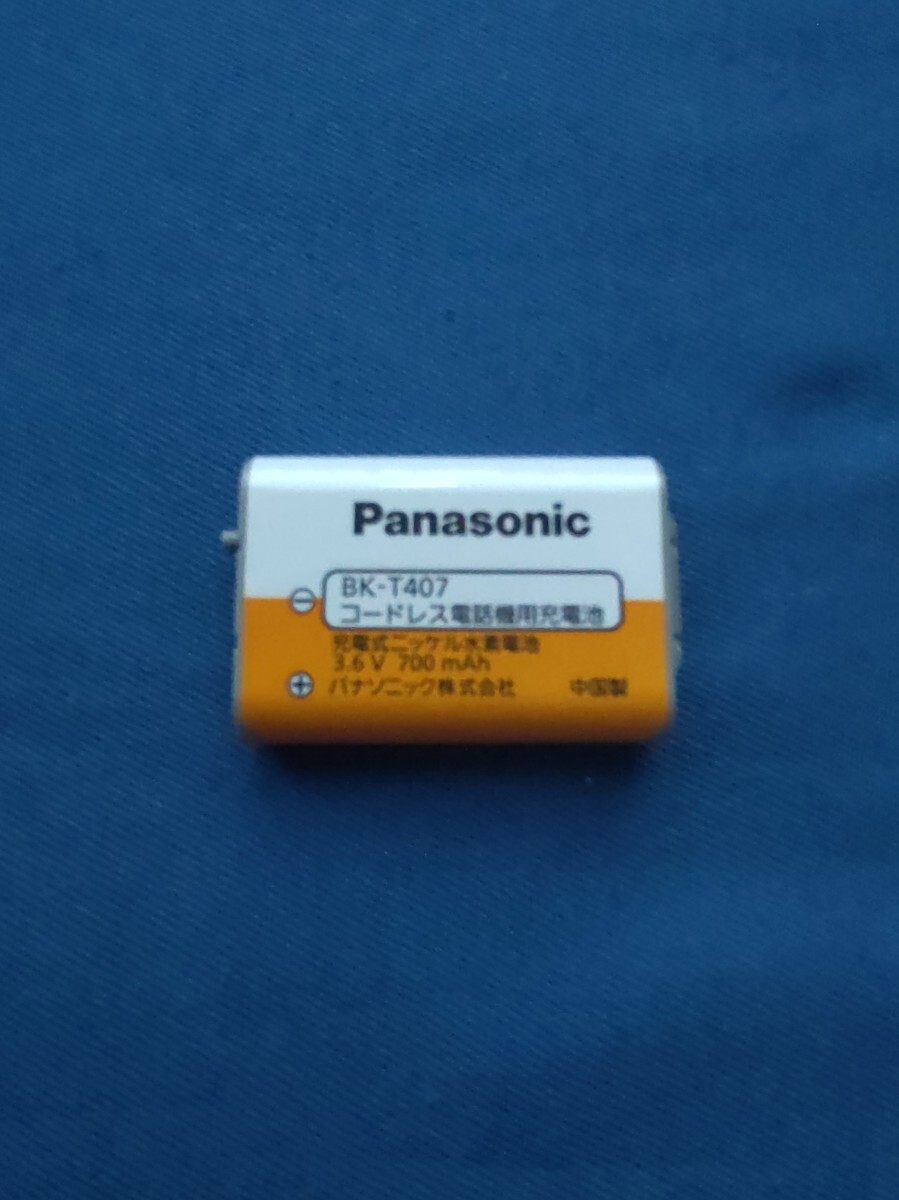 Panasonic
BK-T407
コードレス電話機用充電池
充電式ニッケル水素電池
3.6 V 700 mAh
パナソニック株式会社 中国製